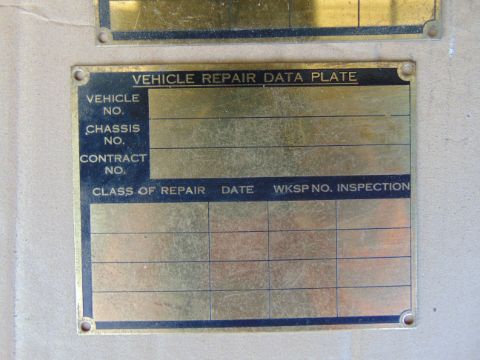 VEHICLE REPAIR DATA PLATE
VEHICLE
NO.
CHASSIS
NO.
CONTRACT
NO.
CLASS OF REPAIR DATE WKSP NO. INSPECTION